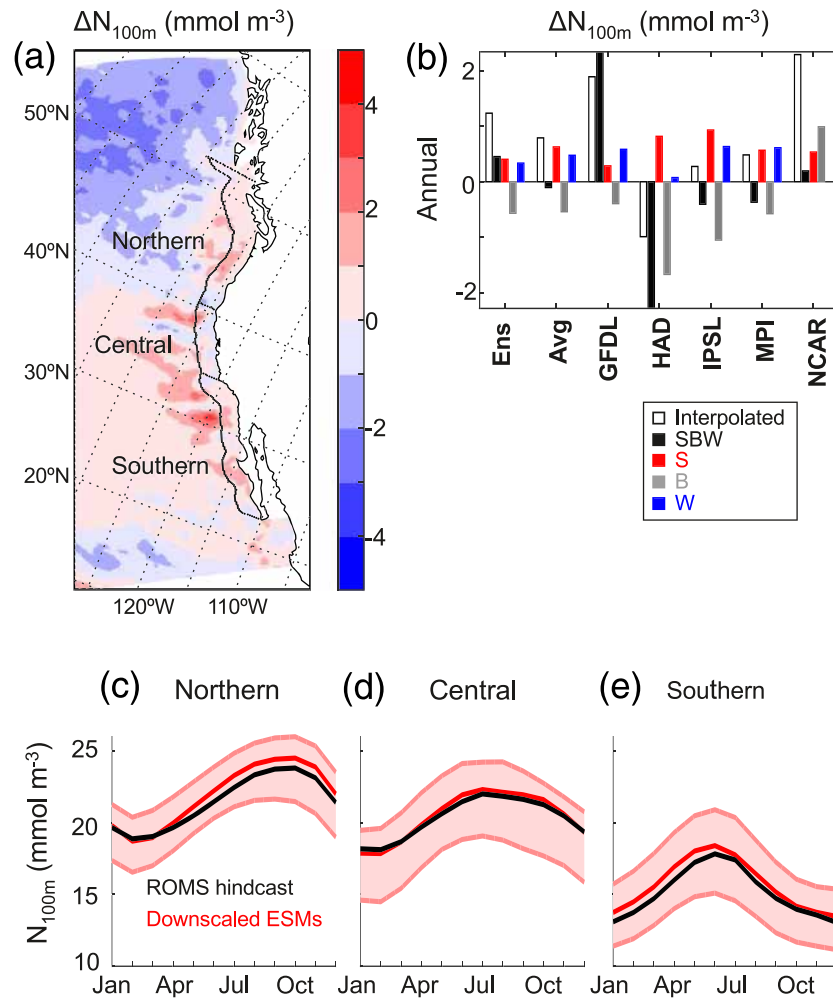 ΔN100m (mmol m-3)
ΔN100m (mmol m-3)
(a)
(b)
50ºN
40ºN
30ºN
20ºN
120ºW
110ºW
Northern
Central
Southern
4
2
0
-2
-4
Annual
2
0
-2
Ens
Avg
GFDL
HAD
IPSL
MPI
NCAR
Interpolated
SBW
S
B
W
(c) Northern
(d) Central
(e) Southern
N100m (mmol m-3)
25
20
15
10
ROMS hindcast
Downscaled ESMs
Jan Apr Jul Oct
Jan Apr Jul Oct
Jan Apr Jul Oct